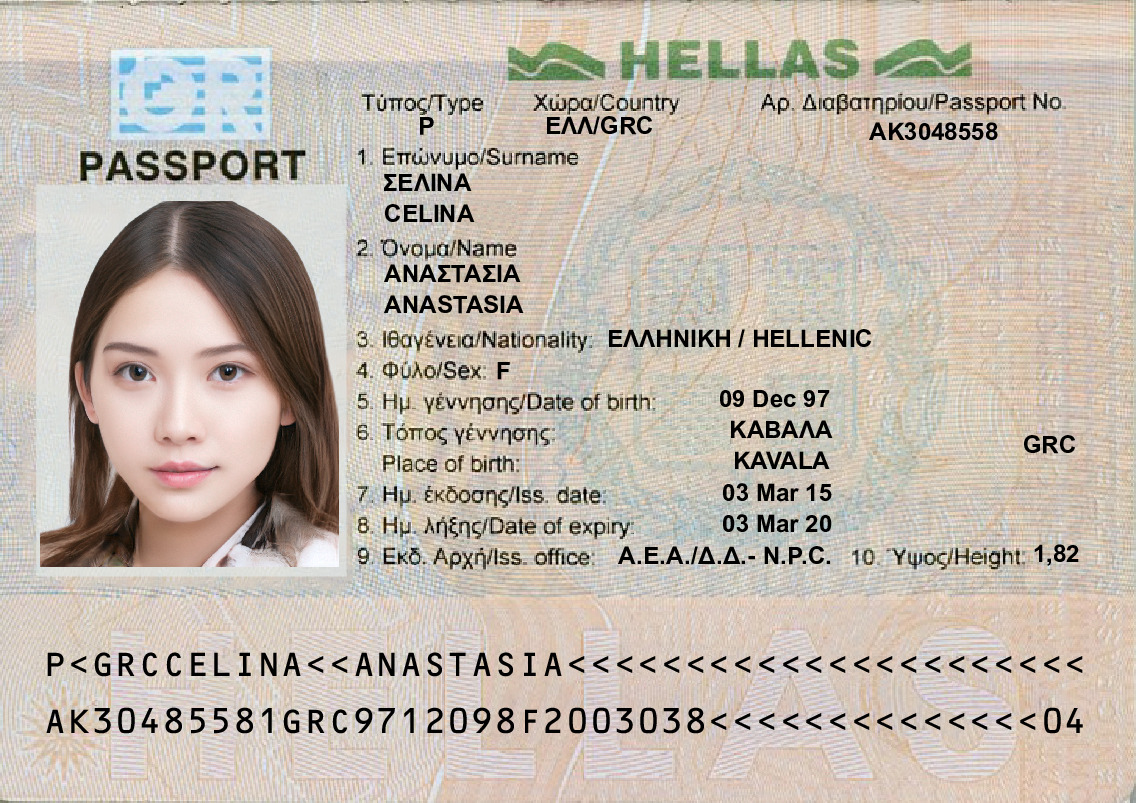 GR
PASSPORT
HELLAS
Τύπος/Type Χώρα/Country Αρ. Διαβατηρίου/Passport No.
P ΕΛΛ/GRC AK3048558
1. Επώνυμο/Surname
ΣΕΛΙΝΑ
CELINA
2. Όνομα/Name
ΑΝΑΣΤΑΣΙΑ
ANASTASIA
3. Ιθαγένεια/Nationality: ΕΛΛΗΝΙΚΗ / HELLENIC
4. Φύλο/Sex: F
5. Ημ. γέννησης/Date of birth: 09 Dec 97
6. Τόπος γέννησης: ΚΑΒΑΛΑ
Place of birth: KAVALA GRC
7. Ημ. έκδοσης/Iss. date: 03 Mar 15
8. Ημ. λήξης/Date of expiry: 03 Mar 20
9. Εκδ. Αρχή/Iss. office: Α.Ε.Α./Δ.Δ.- N.P.C. 10. Ύψος/Height: 1,82
HELLAS
P<GRCCELINA<<ANASTASIA<<<<<<<<<<<<<<<<<<<<<<
AK30485581GRC9712098F2003038<<<<<<<<<<<<<<04